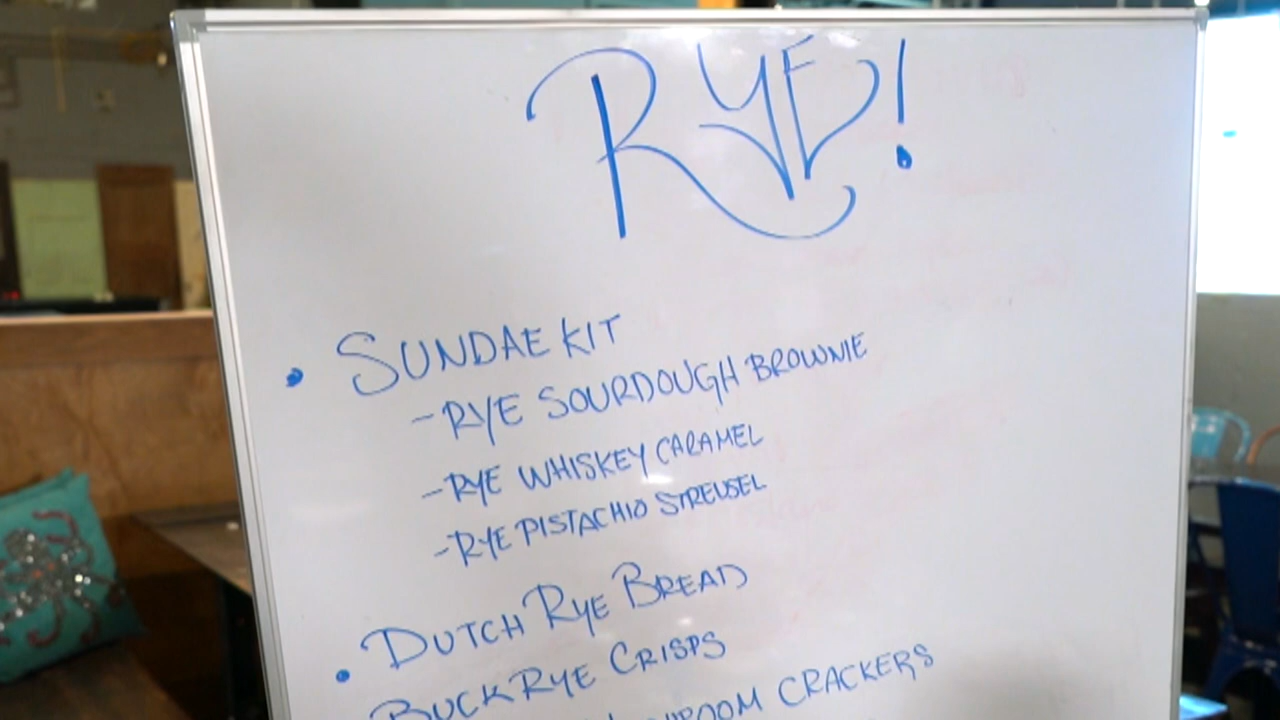 RYE!
• SUNDAE KIT
- RYE SOURDOUGH BROWNIE
- RYE WHISKEY CARAMEL
- RYE PISTACHIO STREUSEL
• DUTCH RYE BREAD
BUCKRYE CRISPS
CRACKERS